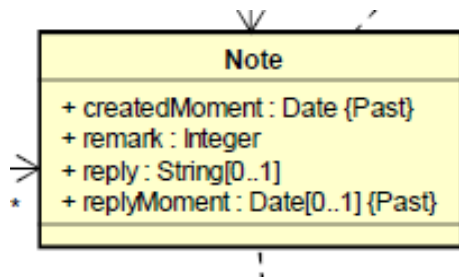 Note
+ createdMoment : Date {Past}
+ remark : Integer
+ reply : String[0..1]
+ replyMoment : Date[0..1] {Past}
*